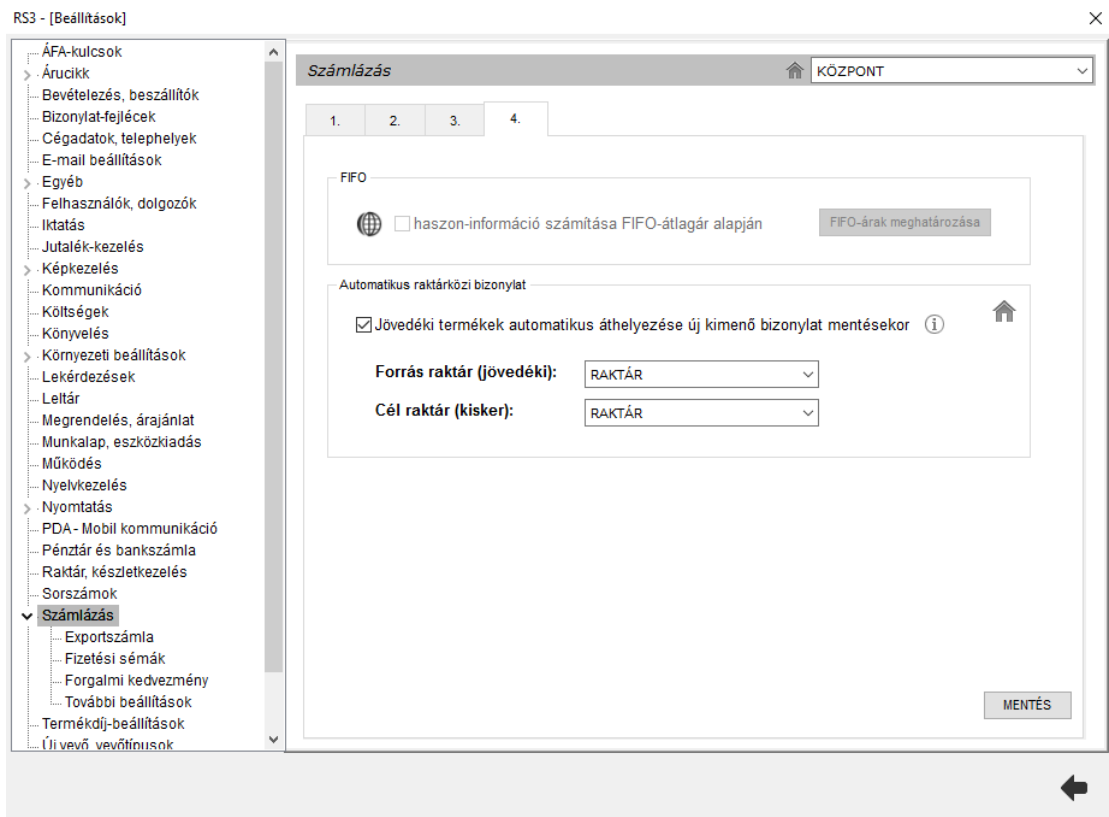 RS3 - [Beállítások]
ÁFA-kulcsok
Árucikk
Bevételezés, beszállítók
Bizonylat-fejlécek
Cégadatok, telephelyek
E-mail beállítások
Egyéb
Felhasználók, dolgozók
Iktatás
Jutalék-kezelés
Képkezelés
Kommunikáció
Költségek
Könyvelés
Környezeti beállítások
Lekérdezések
Leltár
Megrendelés, árajánlat
Munkalap, eszközkiadás
Működés
Nyelvkezelés
Nyomtatás
PDA - Mobil kommunikáció
Pénztár és bankszámla
Raktár, készletkezelés
Sorszámok
Számlázás
Exportszámla
Fizetési sémák
Forgalmi kedvezmény
További beállítások
Termékdíj-beállítások
Új vevő, vevőtípusok
Számlázás
KÖZPONT
1. 2. 3. 4.
FIFO
haszon-információ számítása FIFO-átlagár alapján
FIFO-árak meghatározása
Automatikus raktárközi bizonylat
Jövedéki termékek automatikus áthelyezése új kimenő bizonylat mentésekor
Forrás raktár (jövedéki): RAKTÁR
Cél raktár (kisker): RAKTÁR
MENTÉS